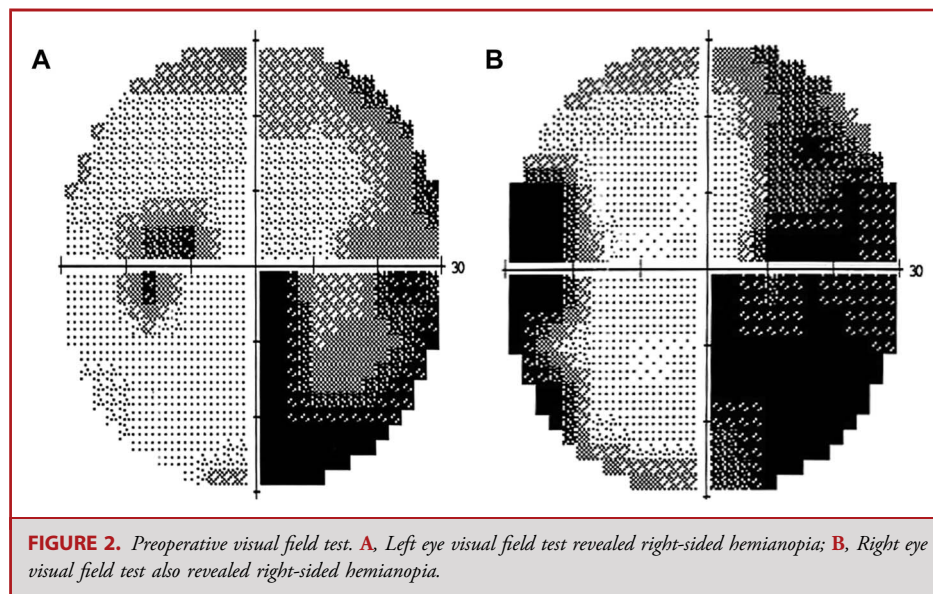 A
B
30
30
FIGURE 2. Preoperative visual field test. A, Left eye visual field test revealed right-sided hemianopia; B, Right eye
visual field test also revealed right-sided hemianopia.